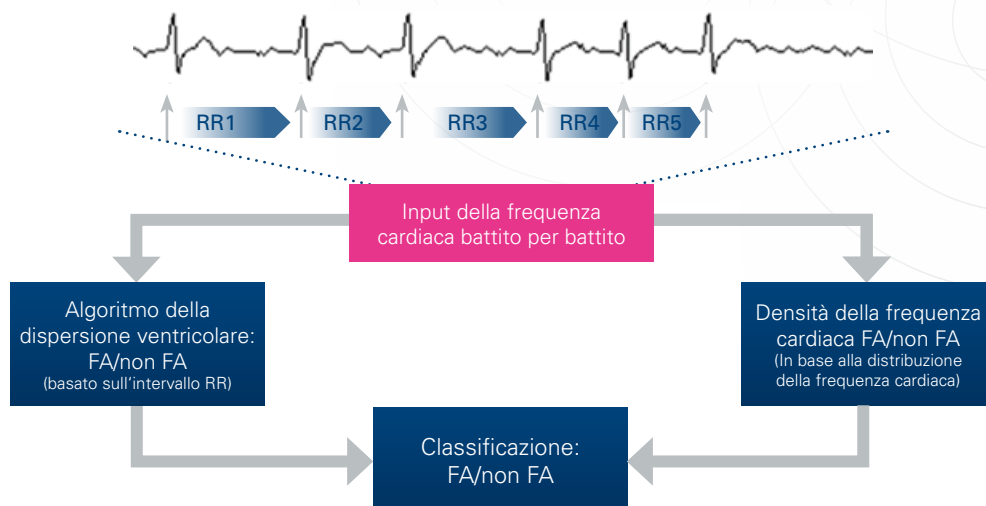 RR1
RR2
RR3
RR4
RR5
Input della frequenza
cardiaca battito per battito
Algoritmo della
dispersione ventricolare:
FA/non FA
(basato sull'intervallo RR)
Densità della frequenza
cardiaca FA/non FA
(In base alla distribuzione
della frequenza cardiaca)
Classificazione:
FA/non FA